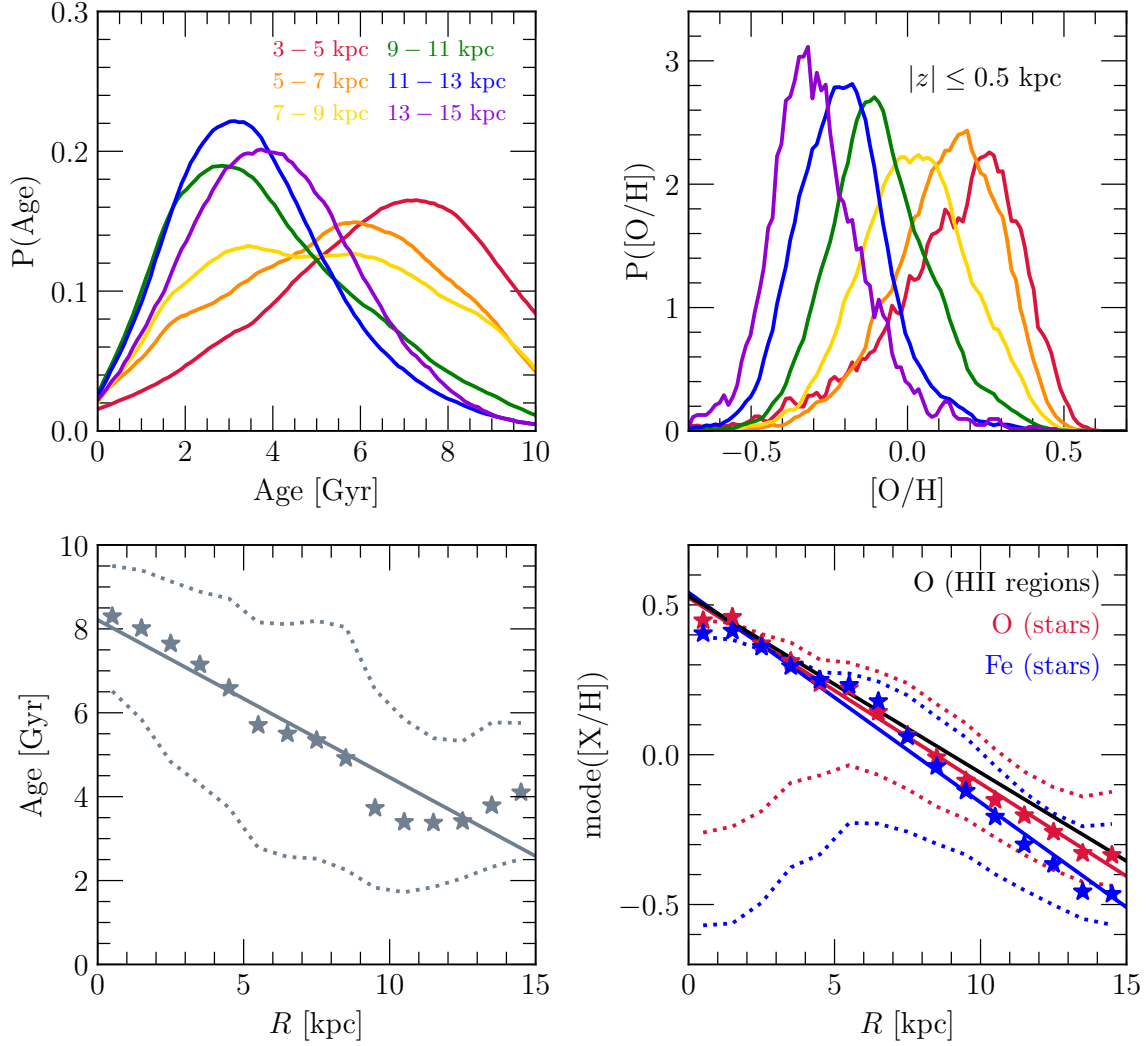 0.3
0.2
0.1
0.0
P(Age)
3 − 5 kpc
5 − 7 kpc
7 − 9 kpc
9 − 11 kpc
11 − 13 kpc
13 − 15 kpc
0 2 4 6 8 10
Age [Gyr]
3
2
1
0
P([O/H])
|z| ≤ 0.5 kpc
−0.5 0.0 0.5
[O/H]
10
8
6
4
2
0
Age [Gyr]
0 5 10 15
R [kpc]
0.5
0.0
−0.5
mode([X/H])
O (HII regions)
O (stars)
Fe (stars)
0 5 10 15
R [kpc]